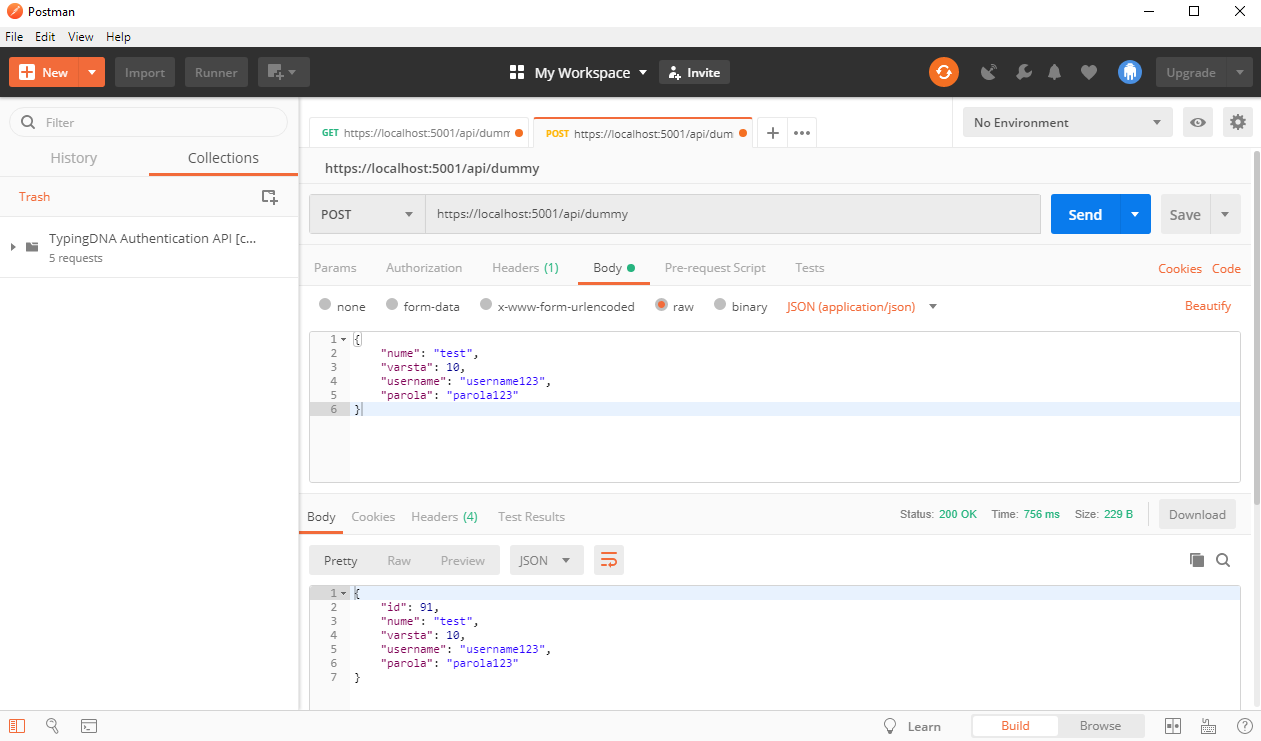 Postman
File Edit View Help
New Import Runner My Workspace Invite Upgrade
Filter
History Collections
Trash
TypingDNA Authentication API [c...
5 requests
GET https://localhost:5001/api/dumm POST https://localhost:5001/api/dum + •••
No Environment
https://localhost:5001/api/dummy
POST https://localhost:5001/api/dummy Send Save
Params Authorization Headers (1) Body Pre-request Script Tests Cookies Code
none form-data x-www-form-urlencoded raw binary JSON (application/json) Beautify
1 {
2 "nume": "test",
3 "varsta": 10,
4 "username": "username123",
5 "parola": "parola123"
6 }
Body Cookies Headers (4) Test Results Status: 200 OK Time: 756 ms Size: 229 B Download
Pretty Raw Preview JSON
1 {
2 "id": 91,
3 "nume": "test",
4 "varsta": 10,
5 "username": "username123",
6 "parola": "parola123"
7 }
Learn Build Browse ?